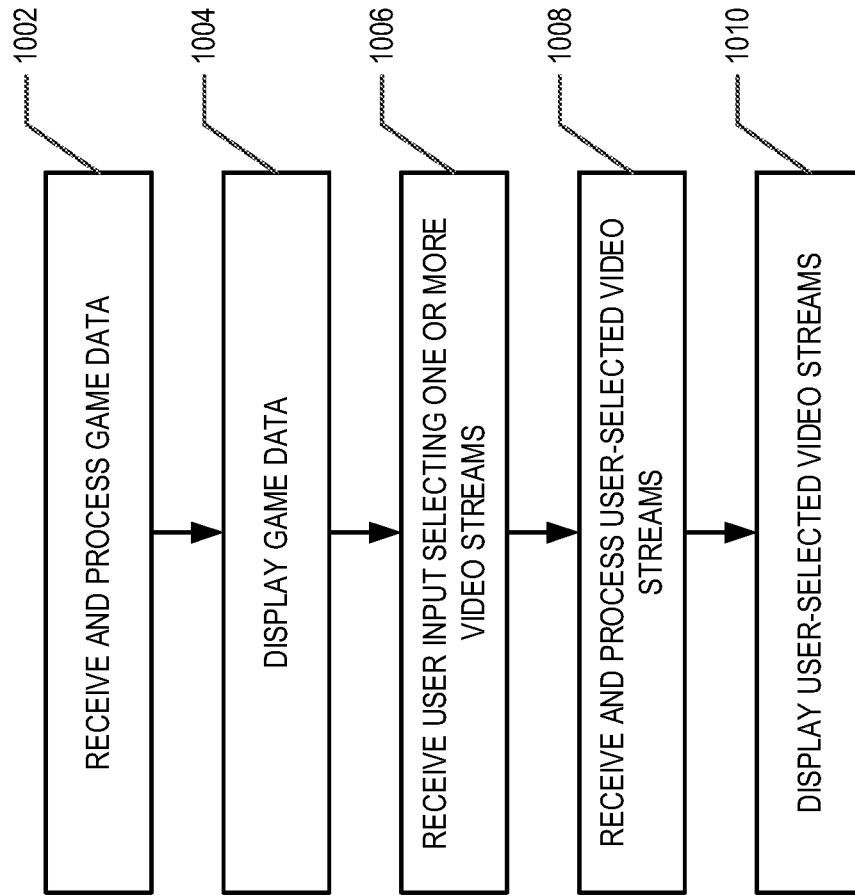 RECEIVE AND PROCESS GAME DATA
1002
DISPLAY GAME DATA
1004
RECEIVE USER INPUT SELECTING ONE OR MORE
VIDEO STREAMS
1006
RECEIVE AND PROCESS USER-SELECTED VIDEO
STREAMS
1008
DISPLAY USER-SELECTED VIDEO STREAMS
1010